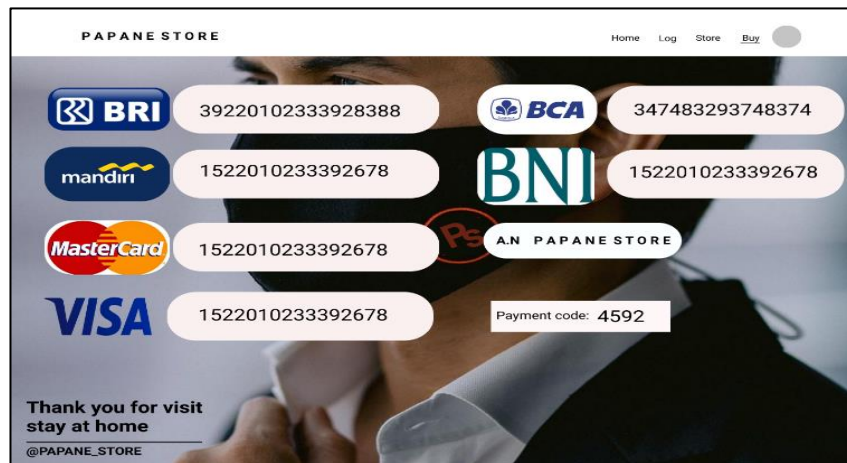 PAPANE STORE
Home Log Store Buy
BRI 39220102333928388
BCA 347483293748374
mandiri 1522010233392678
BNI 1522010233392678
MasterCard 1522010233392678
Ps
A.N PAPANE STORE
VISA 1522010233392678
Payment code: 4592
Thank you for visit
stay at home
@PAPANE_STORE